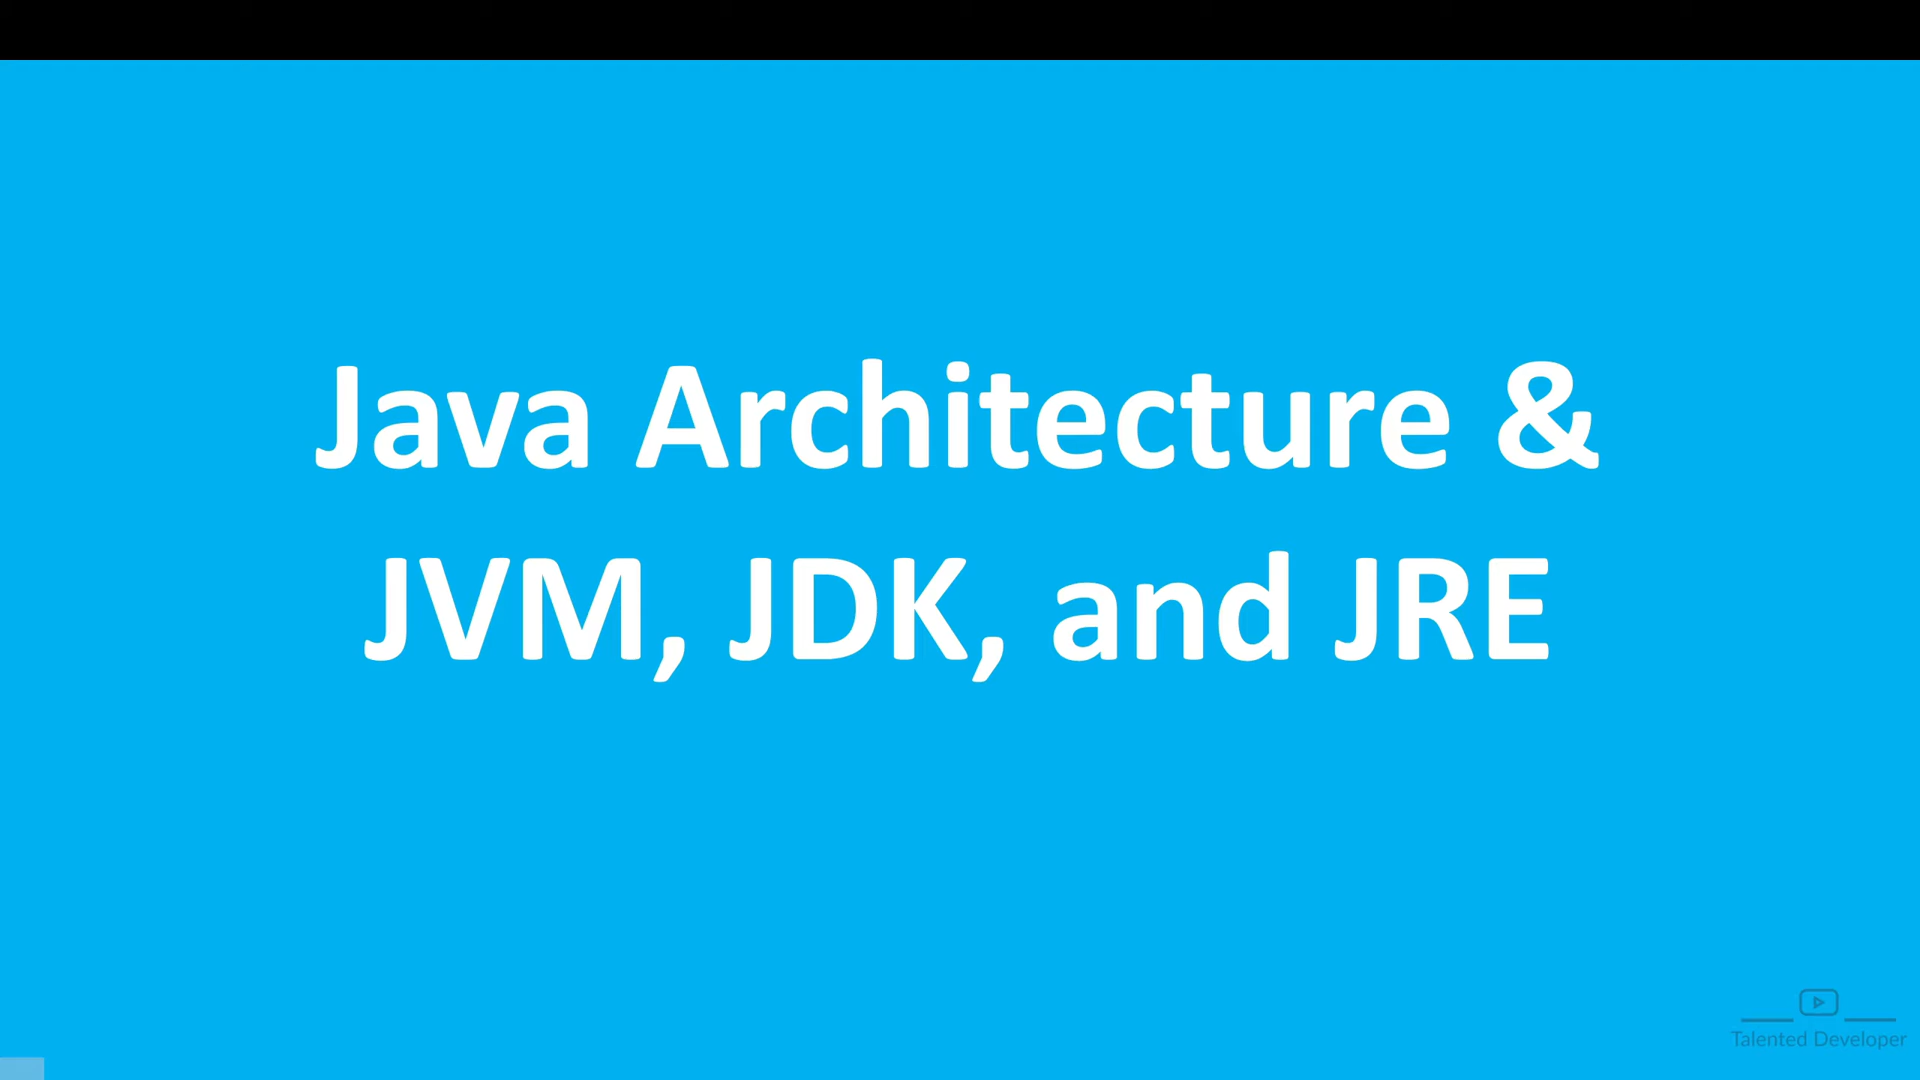 Java Architecture &
JVM, JDK, and JRE
Talented Developer